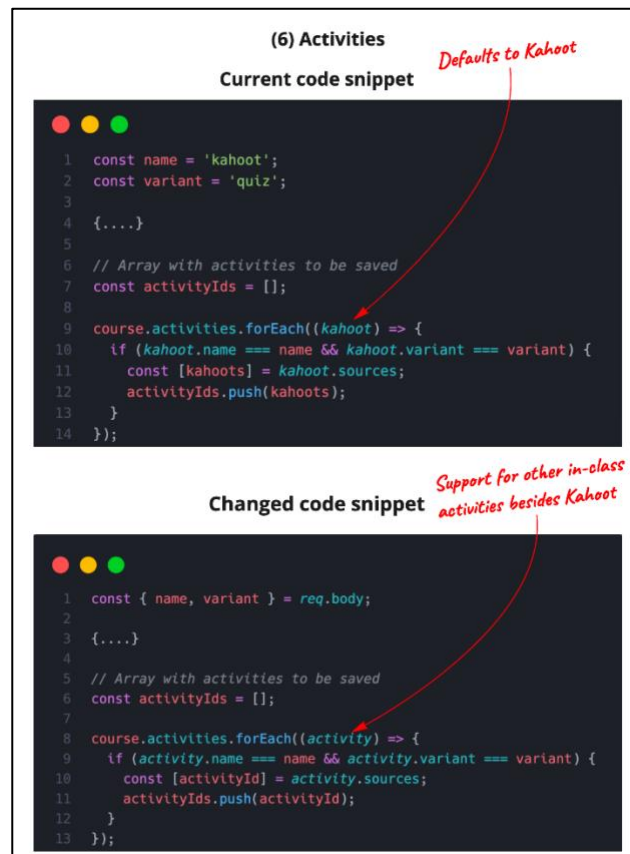 (6) Activities
Defaults to Kahoot
Current code snippet
1 const name = 'kahoot';
2 const variant = 'quiz';
3
4 {....}
5
6 // Array with activities to be saved
7 const activityIds = [];
8
9 course.activities.forEach((kahoot) => {
10 if (kahoot.name === name && kahoot.variant === variant) {
11 const [kahoots] = kahoot.sources;
12 activityIds.push(kahoots);
13 }
14 });
Support for other in-class
activities besides Kahoot
Changed code snippet
1 const { name, variant } = req.body;
2
3 {....}
4
5 // Array with activities to be saved
6 const activityIds = [];
7
8 course.activities.forEach((activity) => {
9 if (activity.name === name && activity.variant === variant) {
10 const [activityId] = activity.sources;
11 activityIds.push(activityId);
12 }
13 });